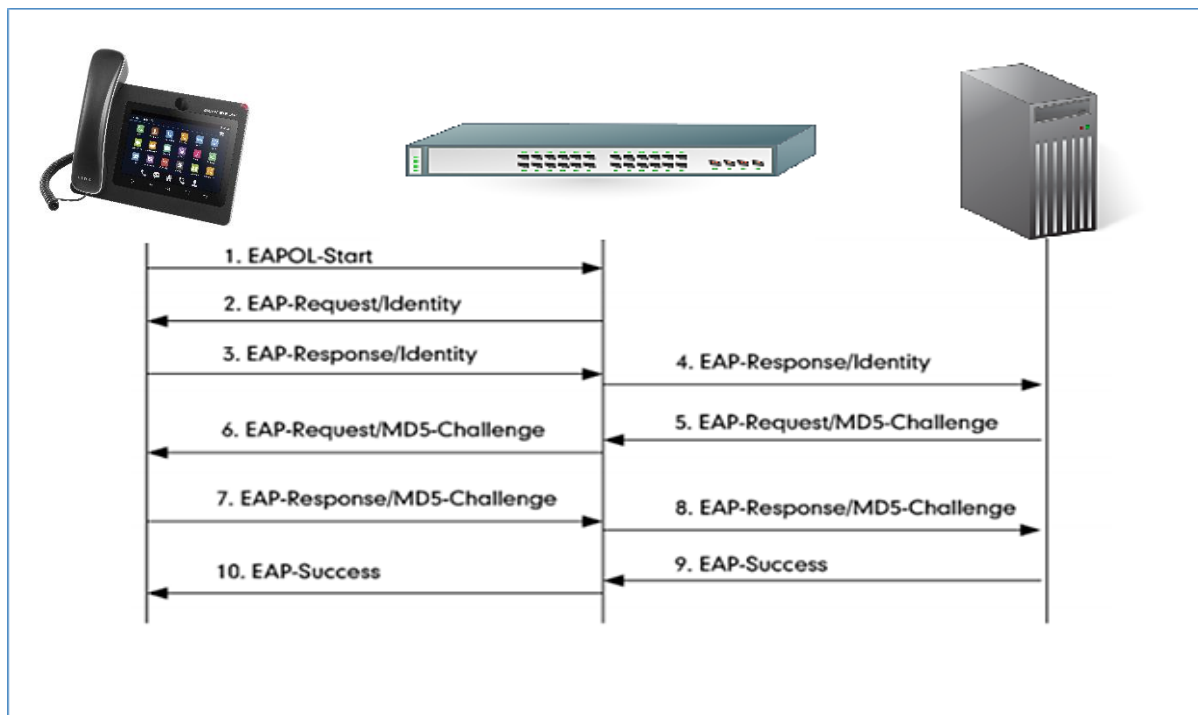 1. EAPOL-Start
2. EAP-Request/Identity
3. EAP-Response/Identity
4. EAP-Response/Identity
5. EAP-Request/MD5-Challenge
6. EAP-Request/MD5-Challenge
7. EAP-Response/MD5-Challenge
8. EAP-Response/MD5-Challenge
9. EAP-Success
10. EAP-Success